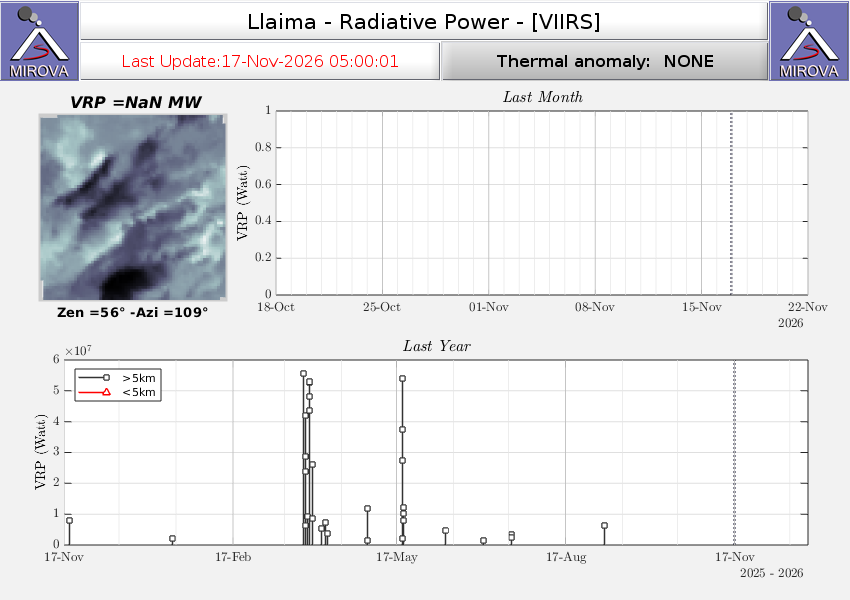 MIROVA
Llaima - Radiative Power - [VIIRS]
Last Update:17-Nov-2026 05:00:01
Thermal anomaly: NONE
MIROVA
VRP =NaN MW
Zen =56° -Azi =109°
Last Month
VRP (Watt)
1
0.8
0.6
0.4
0.2
0
18-Oct 25-Oct 01-Nov 08-Nov 15-Nov 22-Nov
2026
Last Year
×10⁷
VRP (Watt)
6
5
4
3
2
1
0
>5km
<5km
17-Nov 17-Feb 17-May 17-Aug 17-Nov
2025 - 2026